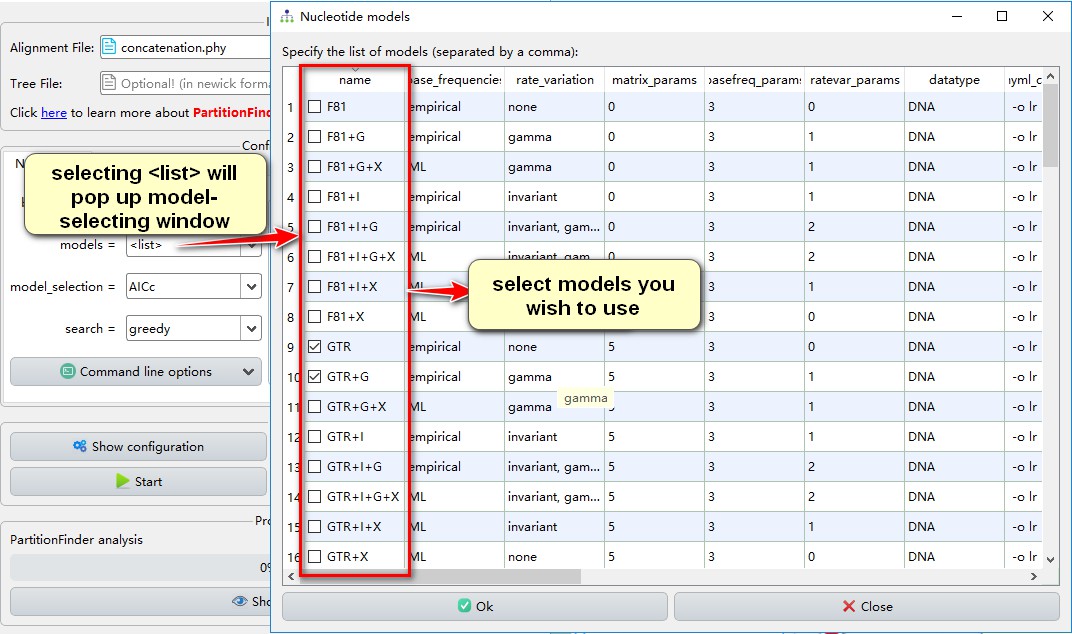 Nucleotide models
Specify the list of models (separated by a comma):
Alignment File: concatenation.phy
Tree File: Optional! (in newick forma
Click here to learn more about PartitionFind
Conf
selecting <list> will
pop up model-
selecting window
models = <list>
model_selection = AICc
search = greedy
Command line options
Show configuration
Start
Pro
PartitionFinder analysis
0%
Sho
name base_frequencies rate_variation matrix_params basefreq_params ratevar_params datatype yml_c
1 F81 empirical none 0 3 0 DNA -o lr
2 F81+G empirical gamma 0 3 1 DNA -o lr
3 F81+G+X ML gamma 0 3 1 DNA -o lr
4 F81+I empirical invariant 0 3 1 DNA -o lr
5 F81+I+G empirical invariant, gam... 0 3 2 DNA -o lr
6 F81+I+G+X ML invariant, gam... 0 3 2 DNA -o lr
7 F81+I+X ML 1 DNA -o lr
8 F81+X ML 0 DNA -o lr
select models you
wish to use
9 GTR empirical none 5 3 0 DNA -o lr
10 GTR+G empirical gamma 5 3 1 DNA -o lr
gamma
11 GTR+G+X ML gamma 5 3 1 DNA -o lr
12 GTR+I empirical invariant 5 3 1 DNA -o lr
13 GTR+I+G empirical invariant, gam... 5 3 2 DNA -o lr
14 GTR+I+G+X ML invariant, gam... 5 3 2 DNA -o lr
15 GTR+I+X ML invariant 5 3 1 DNA -o lr
16 GTR+X ML none 5 3 0 DNA -o lr
Ok
Close